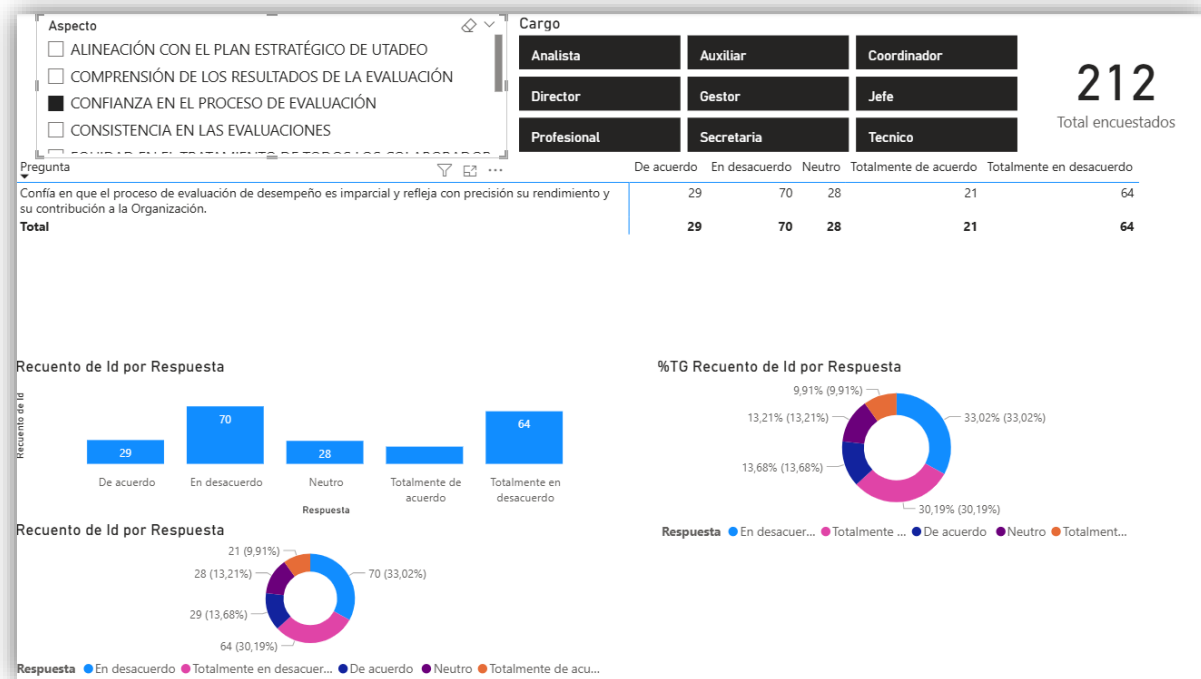 Aspecto
ALINEACIÓN CON EL PLAN ESTRATÉGICO DE UTADEO
COMPRENSIÓN DE LOS RESULTADOS DE LA EVALUACIÓN
CONFIANZA EN EL PROCESO DE EVALUACIÓN
CONSISTENCIA EN LAS EVALUACIONES
EQUIDAD EN EL TRATAMIENTO DE TODOS LOS COLABORADOR
Cargo
Analista Auxiliar Coordinador
Director Gestor Jefe
Profesional Secretaria Tecnico
212
Total encuestados
Pregunta De acuerdo En desacuerdo Neutro Totalmente de acuerdo Totalmente en desacuerdo
Confía en que el proceso de evaluación de desempeño es imparcial y refleja con precisión su rendimiento y 29 70 28 21 64
su contribución a la Organización.
Total 29 70 28 21 64
Recuento de Id por Respuesta
Recuento de Id
29 70 28 64
De acuerdo En desacuerdo Neutro Totalmente de acuerdo Totalmente en desacuerdo
Respuesta
%TG Recuento de Id por Respuesta
9,91% (9,91%)
13,21% (13,21%) 33,02% (33,02%)
13,68% (13,68%)
30,19% (30,19%)
Respuesta En desacuer... Totalmente ... De acuerdo Neutro Totalment...
Recuento de Id por Respuesta
21 (9,91%)
28 (13,21%) 70 (33,02%)
29 (13,68%)
64 (30,19%)
Respuesta En desacuerdo Totalmente en desacuer... De acuerdo Neutro Totalmente de acu...